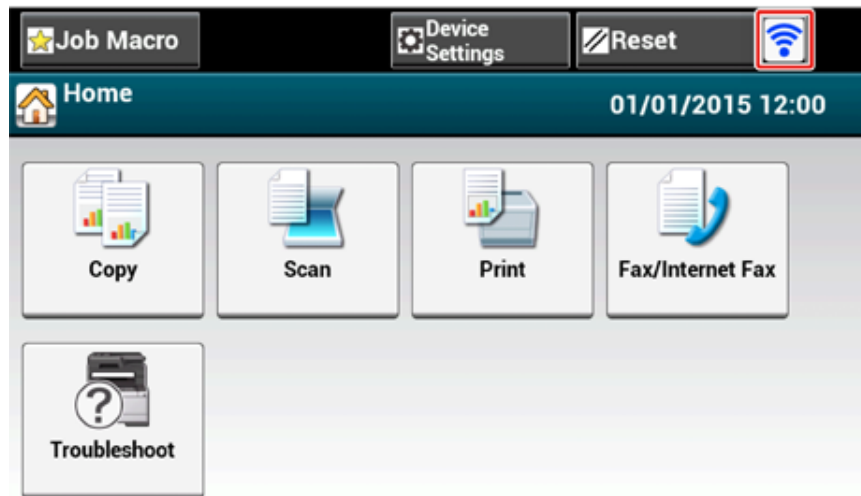 Job Macro
Device
Settings
Reset
Home
01/01/2015 12:00
Copy
Scan
Print
Fax/Internet Fax
?
Troubleshoot